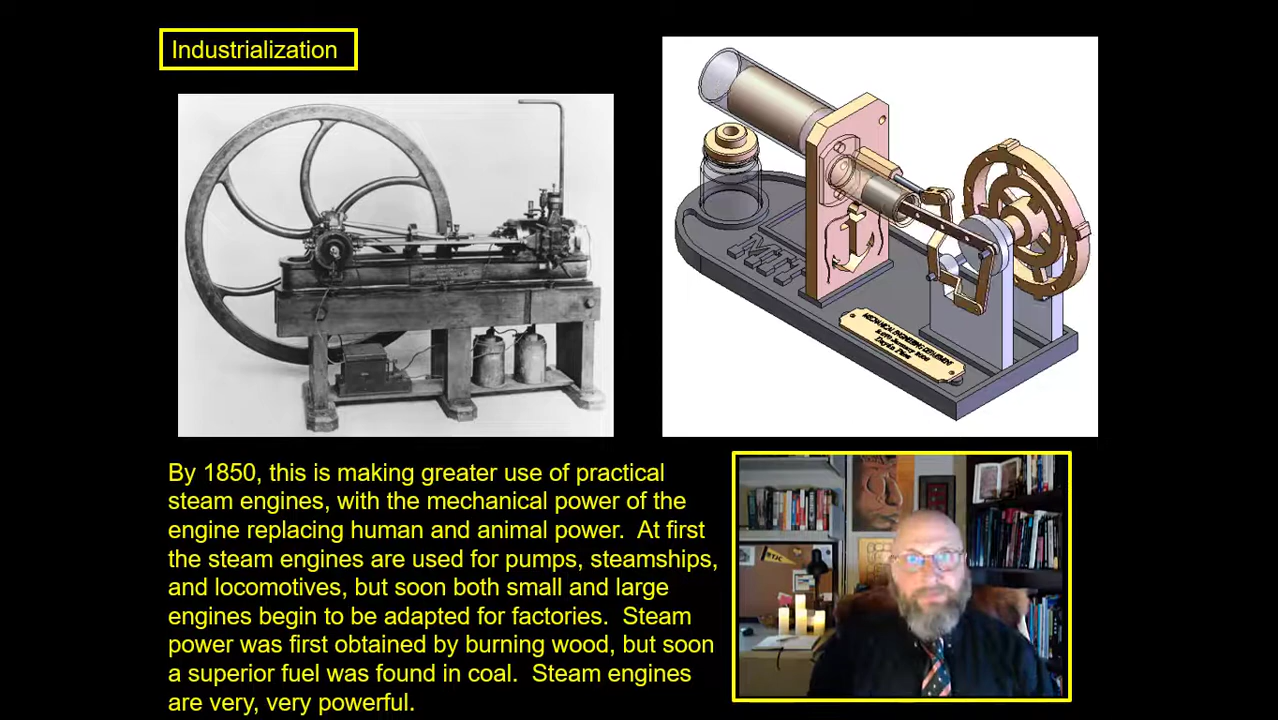 Industrialization
MECHANICAL ENGINEERING DEPARTMENT
By 1850, this is making greater use of practical
steam engines, with the mechanical power of the
engine replacing human and animal power.  At first
the steam engines are used for pumps, steamships,
and locomotives, but soon both small and large
engines begin to be adapted for factories.  Steam
power was first obtained by burning wood, but soon
a superior fuel was found in coal.  Steam engines
are very, very powerful.